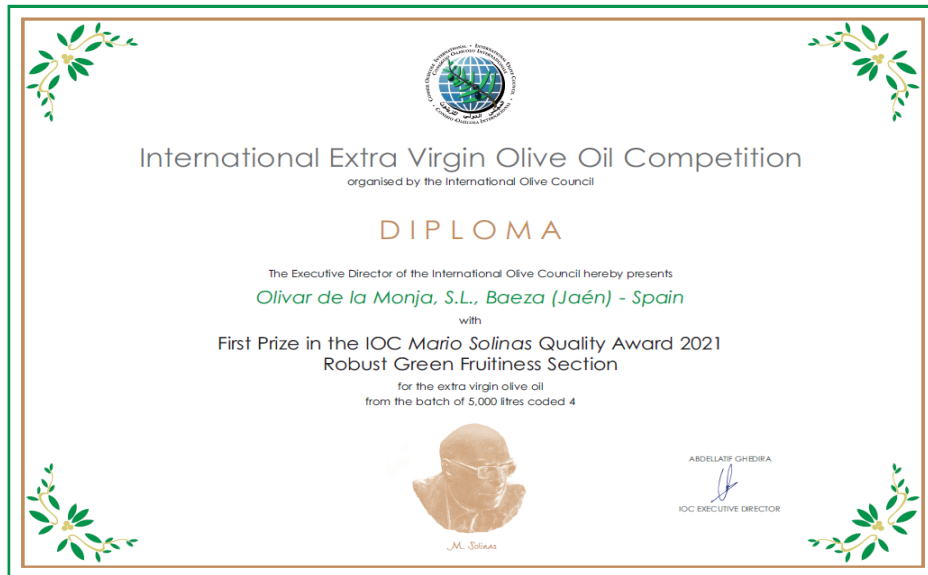 International Extra Virgin Olive Oil Competition
organised by the International Olive Council
DIPLOMA
The Executive Director of the International Olive Council hereby presents
Olivar de la Monja, S.L., Baeza (Jaén) - Spain
with
First Prize in the IOC Mario Solinas Quality Award 2021
Robust Green Fruitiness Section
for the extra virgin olive oil
from the batch of 5,000 litres coded 4
ABDELLATIF GHEDIRA
IOC EXECUTIVE DIRECTOR
M. Solinas